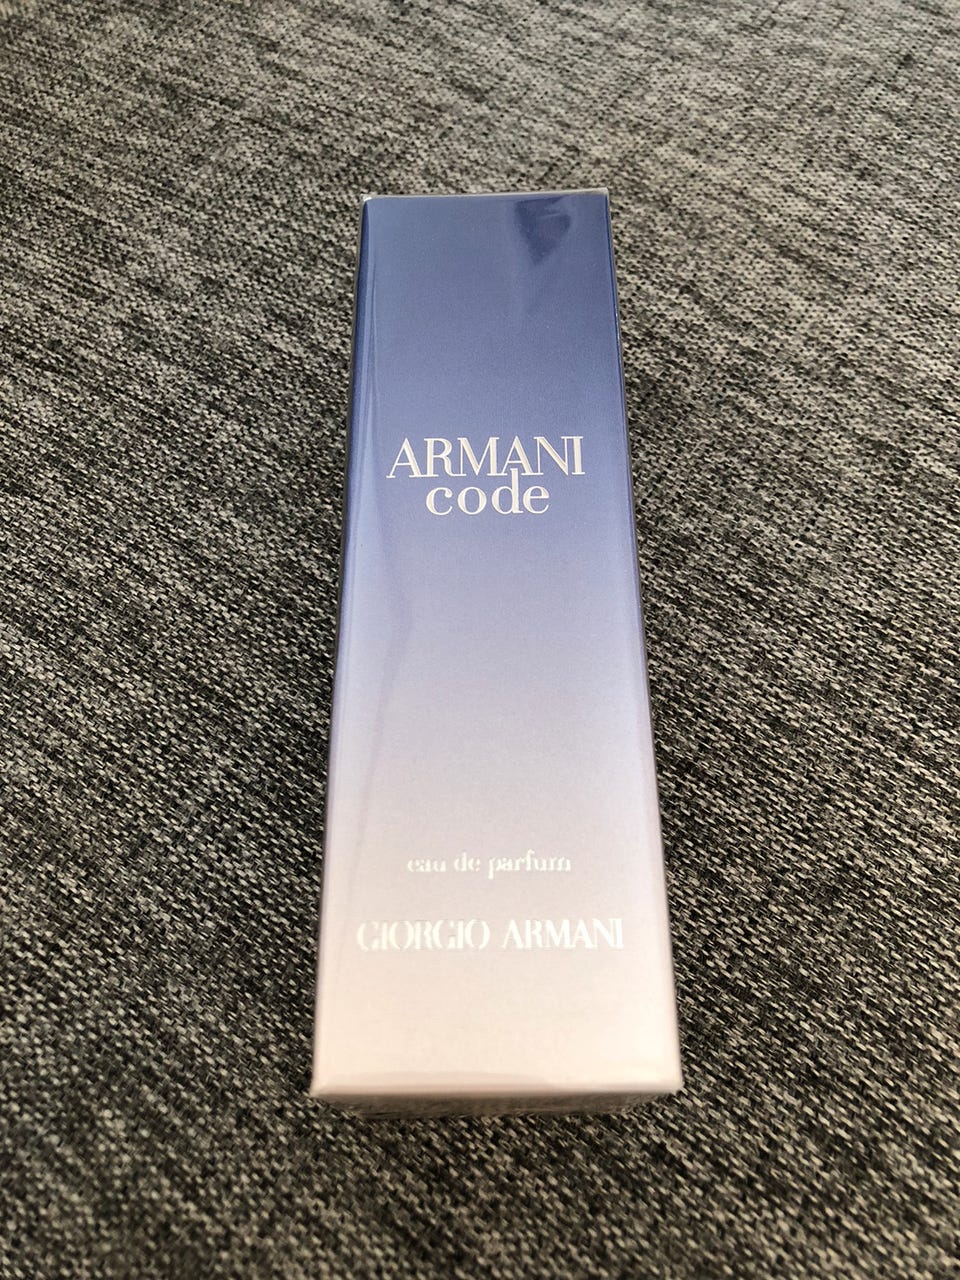 ARMANI
code
eau de parfum
GIORGIO ARMANI